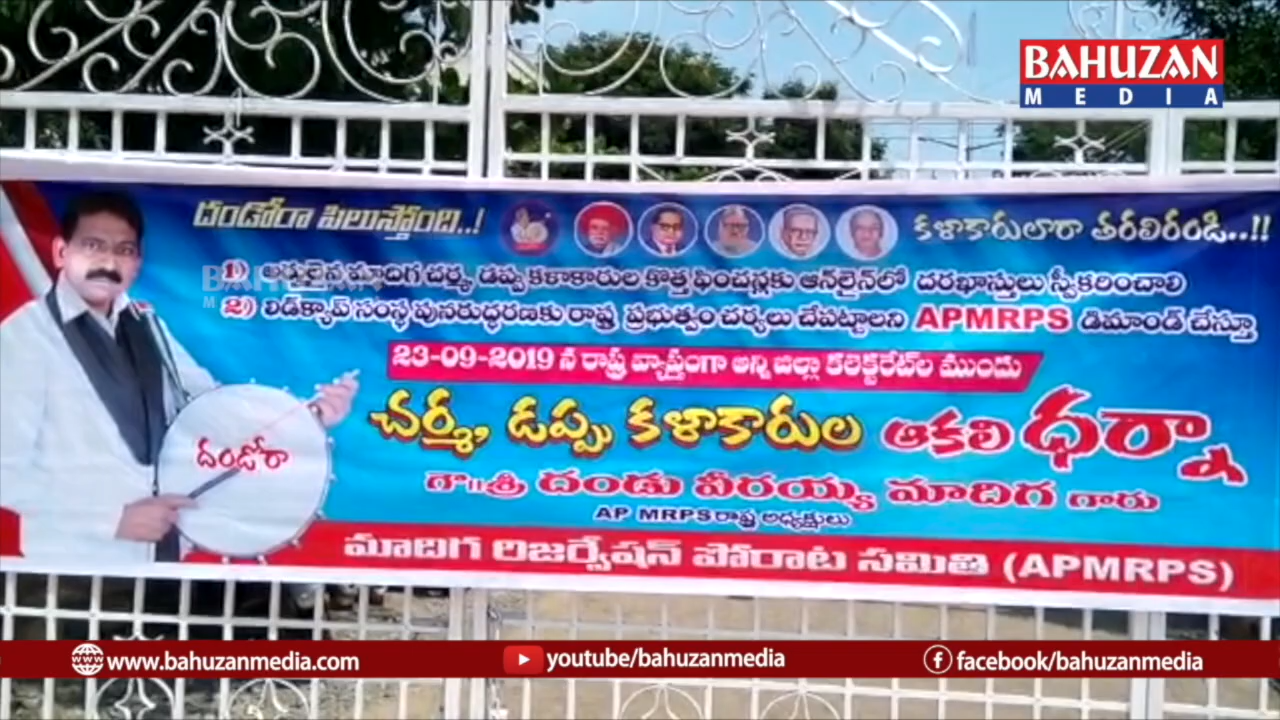 BAHUZAN
MEDIA
దండోరా పిలుస్తోంది..! కళాకారులారా తరలిరండి..!!
1) అర్హులైన మాదిగ చర్మ, డప్పు కళాకారుల కొత్త ఫించన్లకు ఆన్‌లైన్‌లో దరఖాస్తులు స్వీకరించాలి
2) లిడ్‌క్యాప్ సంస్థ పునరుద్ధరణకు రాష్ట్ర ప్రభుత్వం చర్యలు చేపట్టాలని APMRPS డిమాండ్ చేస్తూ
23-09-2019 న రాష్ట్ర వ్యాప్తంగా అన్ని జిల్లా కలెక్టరేట్‌ల ముందు
చర్మ, డప్పు కళాకారుల ఆకలి ధర్నా
దండోరా
గౌ||శ్రీ దండు వీరయ్య మాదిగ గారు
AP MRPS రాష్ట్ర అధ్యక్షులు
మాదిగ రిజర్వేషన్ పోరాట సమితి (APMRPS)
www.bahuzanmedia.com youtube/bahuzanmedia facebook/bahuzanmedia